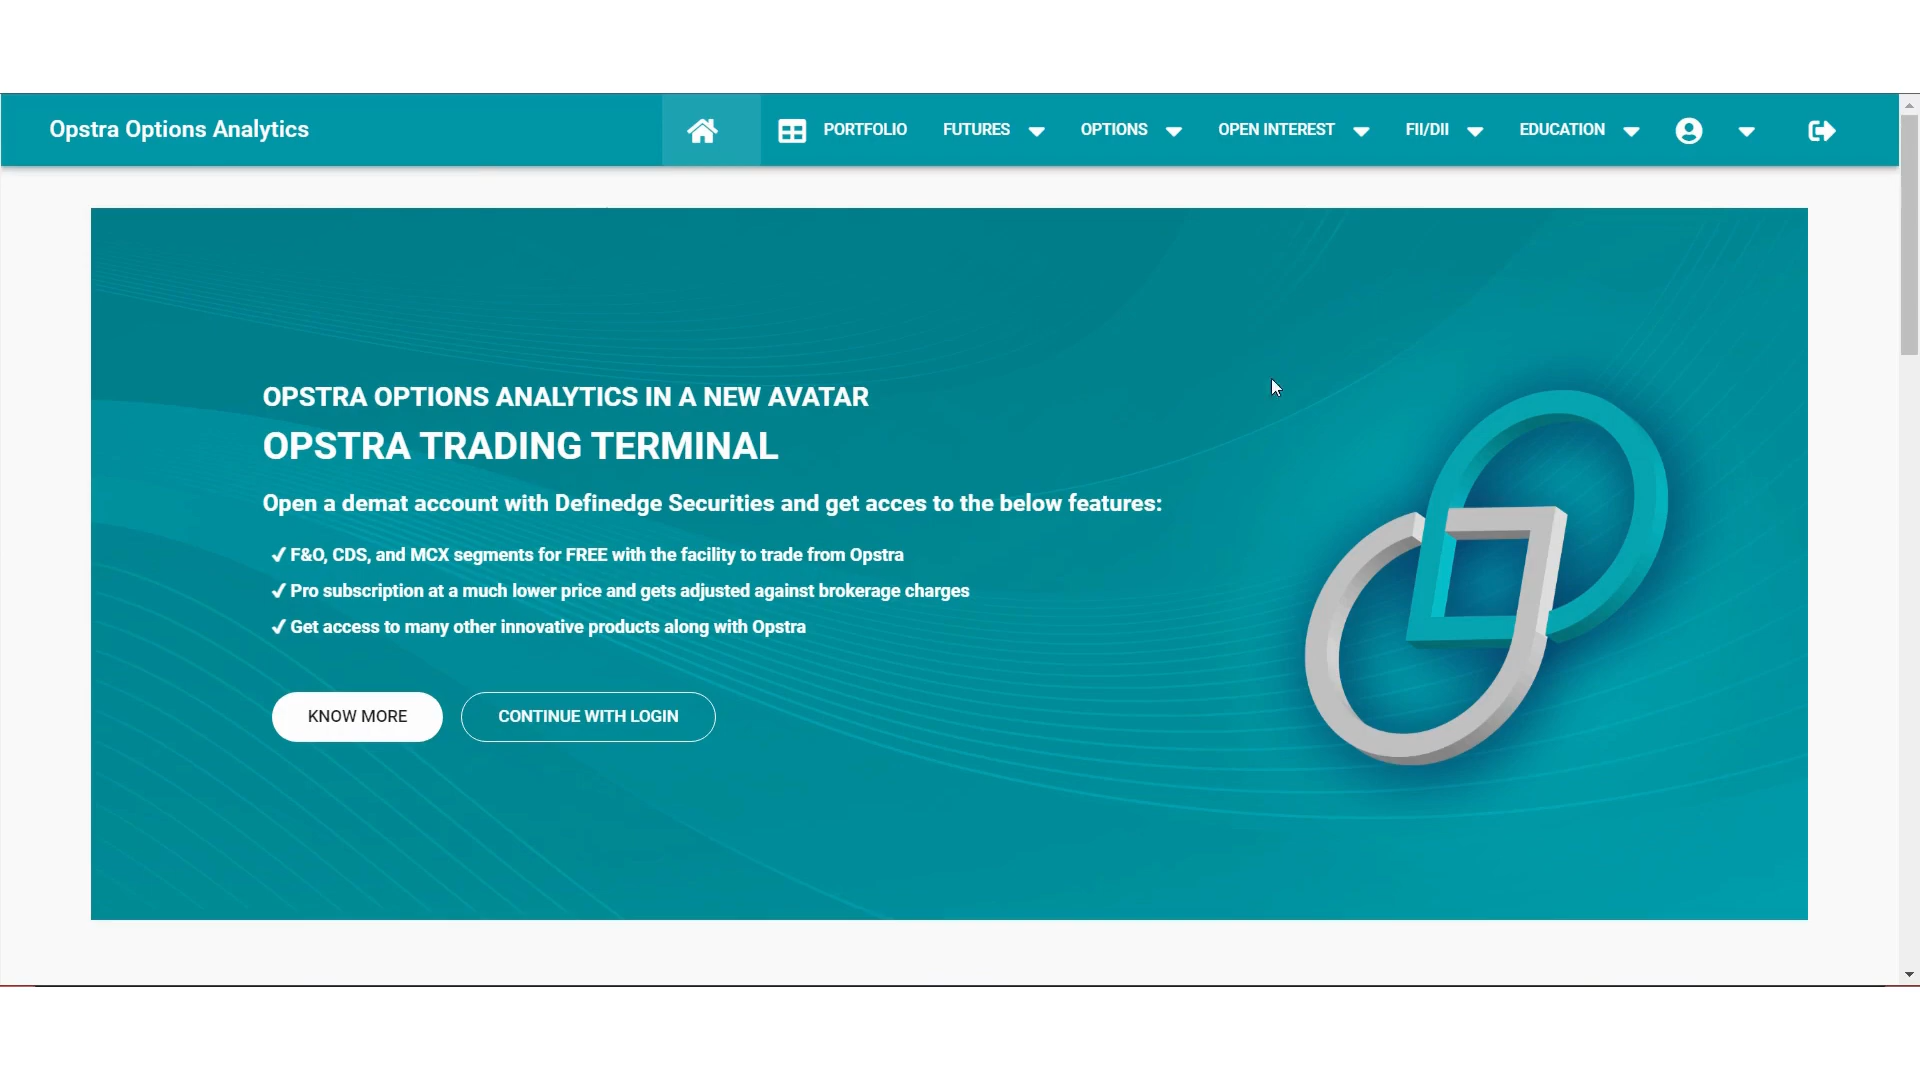 Opstra Options Analytics
PORTFOLIO FUTURES OPTIONS OPEN INTEREST FII/DII EDUCATION
OPSTRA OPTIONS ANALYTICS IN A NEW AVATAR
OPSTRA TRADING TERMINAL
Open a demat account with Definedge Securities and get acces to the below features:
✓ F&O, CDS, and MCX segments for FREE with the facility to trade from Opstra
✓ Pro subscription at a much lower price and gets adjusted against brokerage charges
✓ Get access to many other innovative products along with Opstra
KNOW MORE CONTINUE WITH LOGIN